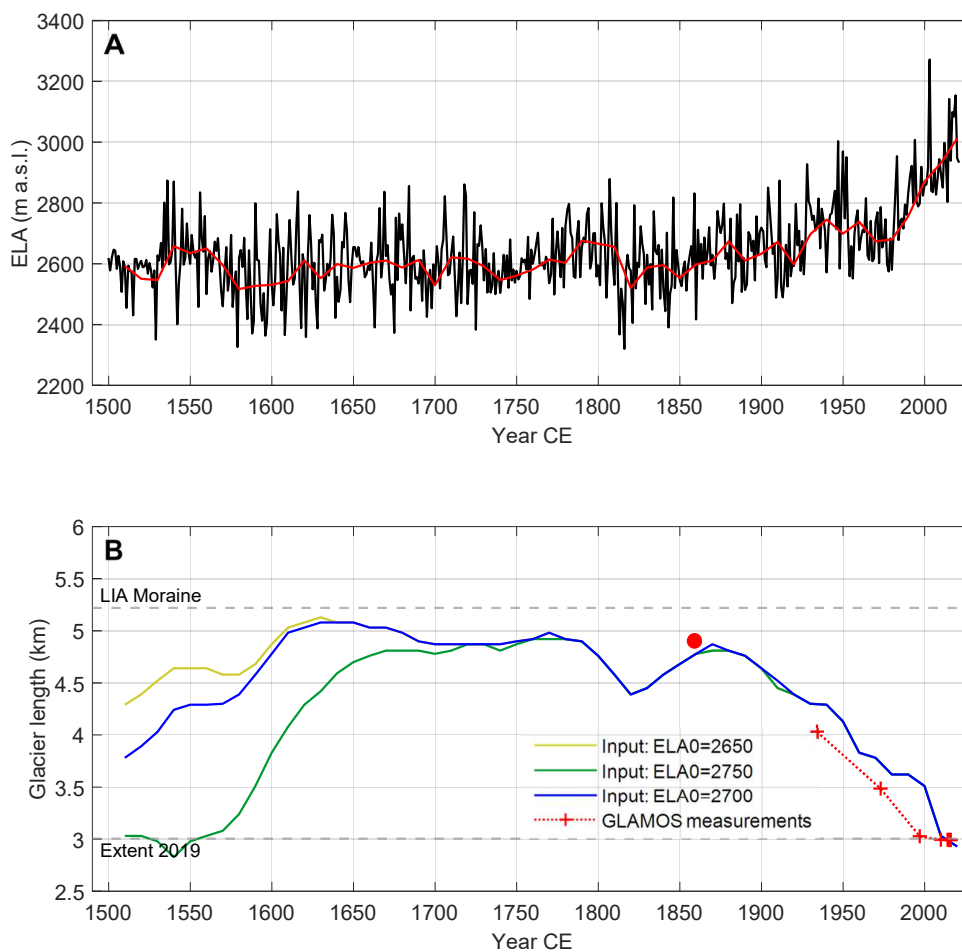 A
3400
3200
3000
2800
2600
2400
2200
ELA (m a.s.l.)
1500 1550 1600 1650 1700 1750 1800 1850 1900 1950 2000
Year CE
B
6
5.5
5
4.5
4
3.5
3
2.5
Glacier length (km)
LIA Moraine
Input: ELA0=2650
Input: ELA0=2750
Input: ELA0=2700
GLAMOS measurements
Extent 2019
1500 1550 1600 1650 1700 1750 1800 1850 1900 1950 2000
Year CE